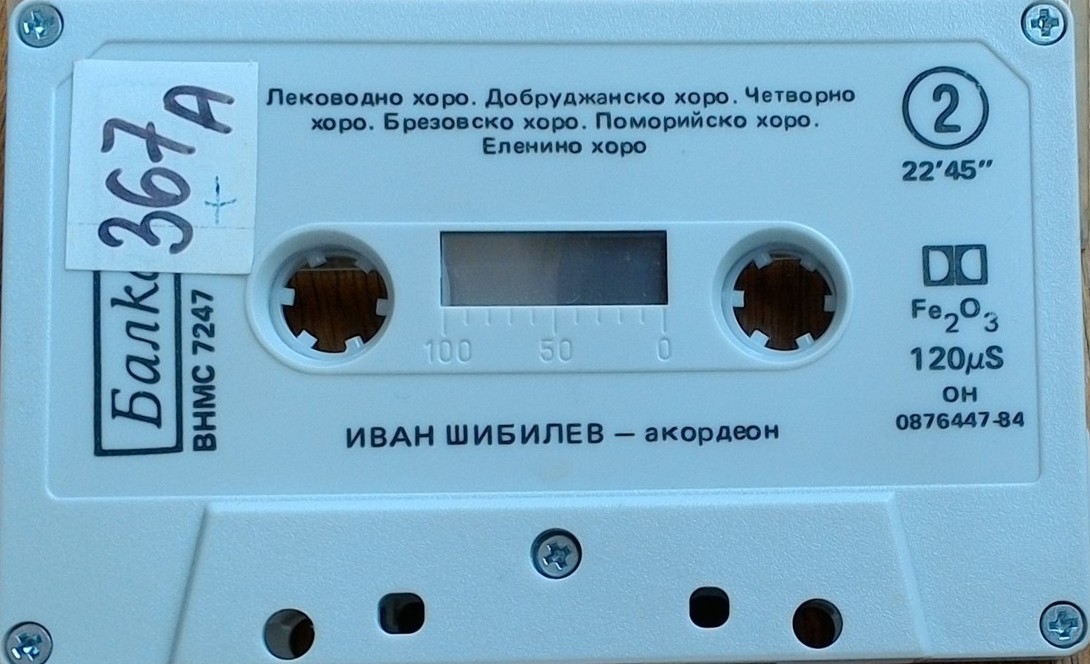 Леководно хоро. Добруджанско хоро. Четворно
хоро. Брезовско хоро. Поморийско хоро.
Еленино хоро
2
22'45"
367 A
+
ВНМС 7247
100 50 0
Fe2O3
120μS
ОН
0876447-84
ИВАН ШИБИЛЕВ — акордеон